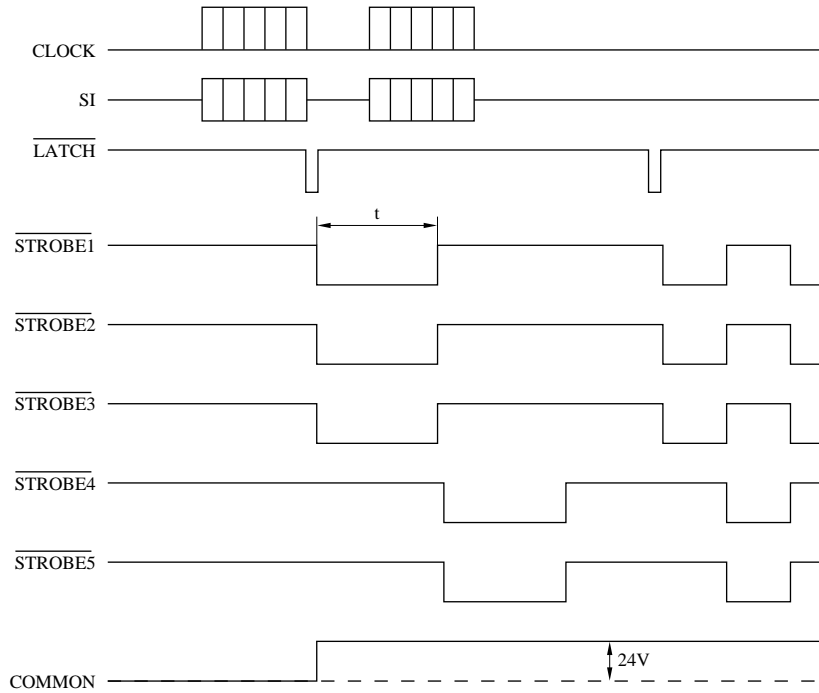 CLOCK
SI
LATCH
t
STROBE1
STROBE2
STROBE3
STROBE4
STROBE5
24V
COMMON